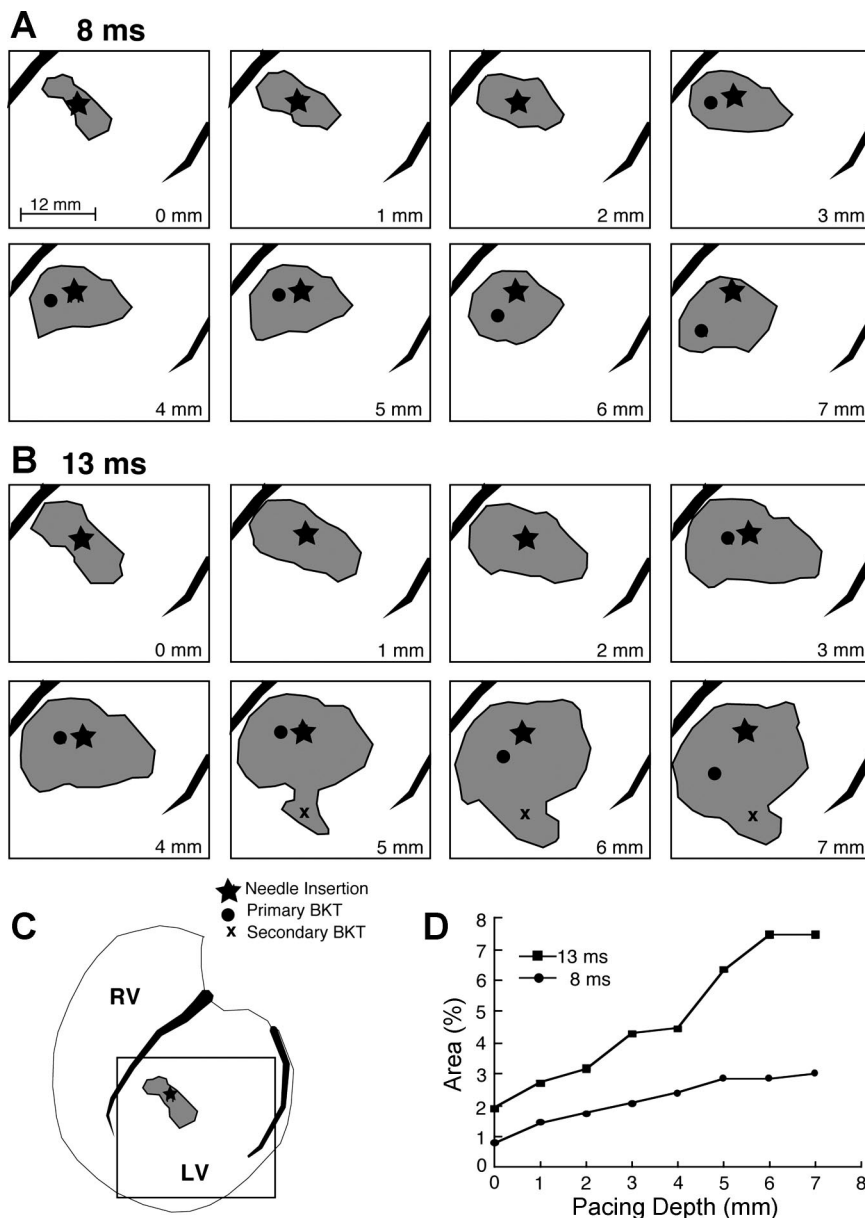 A 8 ms
12 mm
0 mm
1 mm
2 mm
3 mm
4 mm
5 mm
6 mm
7 mm
B 13 ms
0 mm
1 mm
2 mm
3 mm
4 mm
x
5 mm
x
6 mm
x
7 mm
Needle Insertion
Primary BKT
x Secondary BKT
C
RV
LV
D
13 ms
8 ms
Area (%)
8
7
6
5
4
3
2
1
0
0 1 2 3 4 5 6 7 8
Pacing Depth (mm)